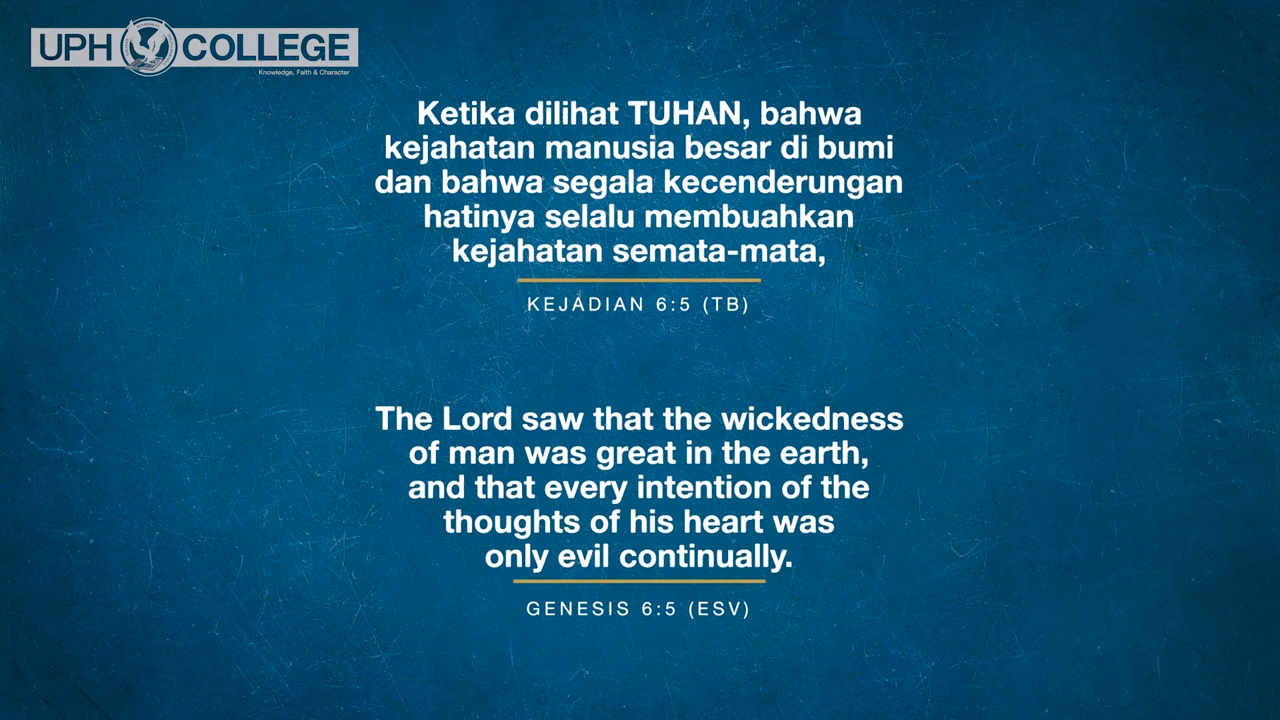 UPH COLLEGE
Knowledge, Faith & Character
Ketika dilihat TUHAN, bahwa
kejahatan manusia besar di bumi
dan bahwa segala kecenderungan
hatinya selalu membuahkan
kejahatan semata-mata,
KEJADIAN 6:5 (TB)
The Lord saw that the wickedness
of man was great in the earth,
and that every intention of the
thoughts of his heart was
only evil continually.
GENESIS 6:5 (ESV)